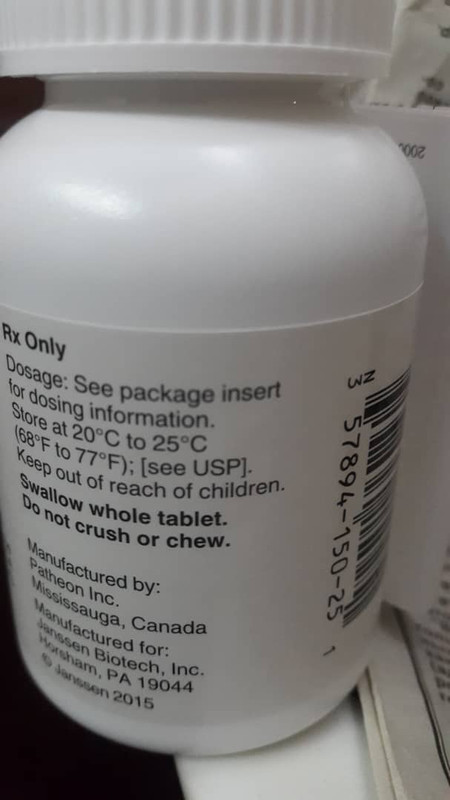 Rx Only
Dosage: See package insert
for dosing information.
Store at 20°C to 25°C
(68°F to 77°F); [see USP].
Keep out of reach of children.
Swallow whole tablet.
Do not crush or chew.
Manufactured by:
Patheon Inc.
Mississauga, Canada
Manufactured for:
Janssen Biotech, Inc.
Horsham, PA 19044
© Janssen 2015
N
3 57894-150-25 1